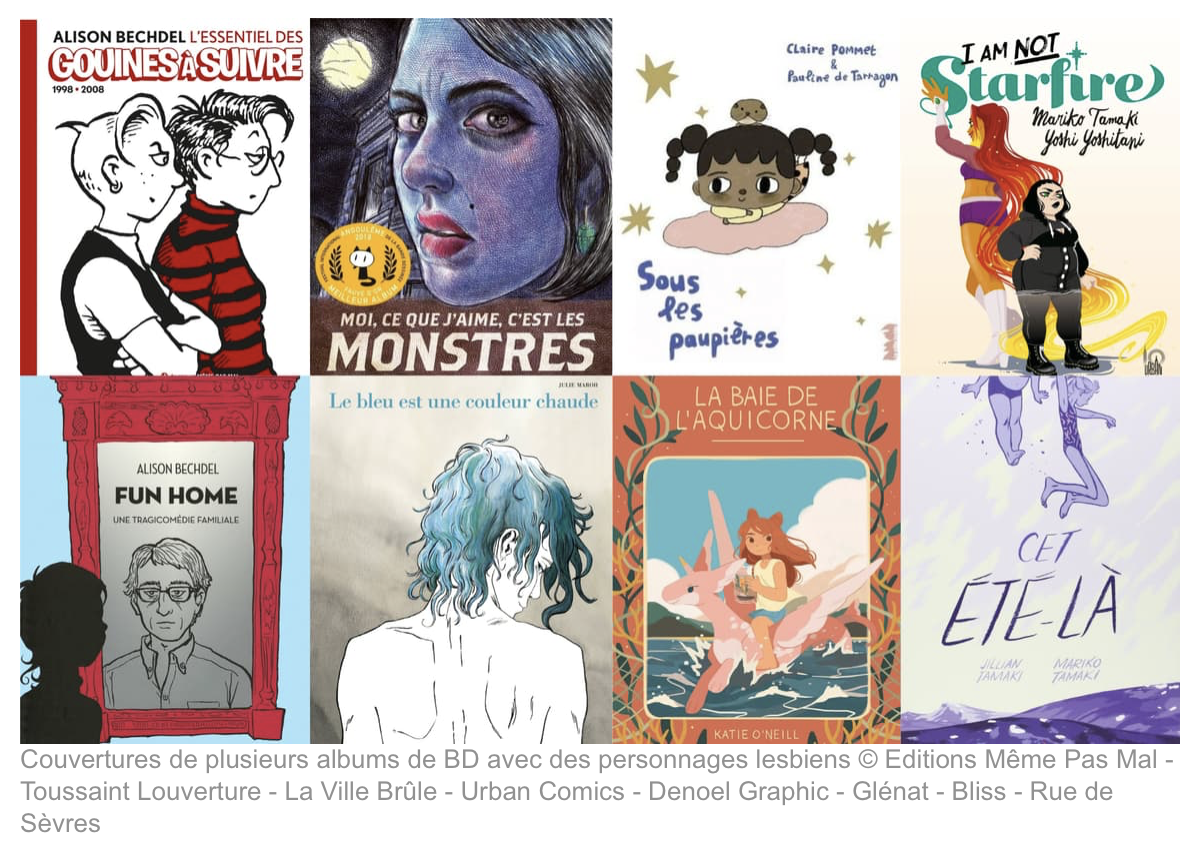 ALISON BECHDEL L'ESSENTIEL DES
GOUINES À SUIVRE
1998 • 2008
ANGOULÊME
2019
MEILLEUR ALBUM
MOI, CE QUE J'AIME, C'EST LES
MONSTRES
Claire Pommet
&
Pauline de Tarragon
Sous
les
paupières
I AM NOT
Starfire
Mariko Tamaki
Yoshi Yoshitani
ALISON BECHDEL
FUN HOME
UNE TRAGICOMÉDIE FAMILIALE
JULIE MAROH
Le bleu est une couleur chaude
LA BAIE DE
L'AQUICORNE
KATIE O'NEILL
CET
ÉTÉ-LÀ
JILLIAN TAMAKI
MARIKO TAMAKI
Couvertures de plusieurs albums de BD avec des personnages lesbiens © Editions Même Pas Mal -
Toussaint Louverture - La Ville Brûle - Urban Comics - Denoel Graphic - Glénat - Bliss - Rue de
Sèvres